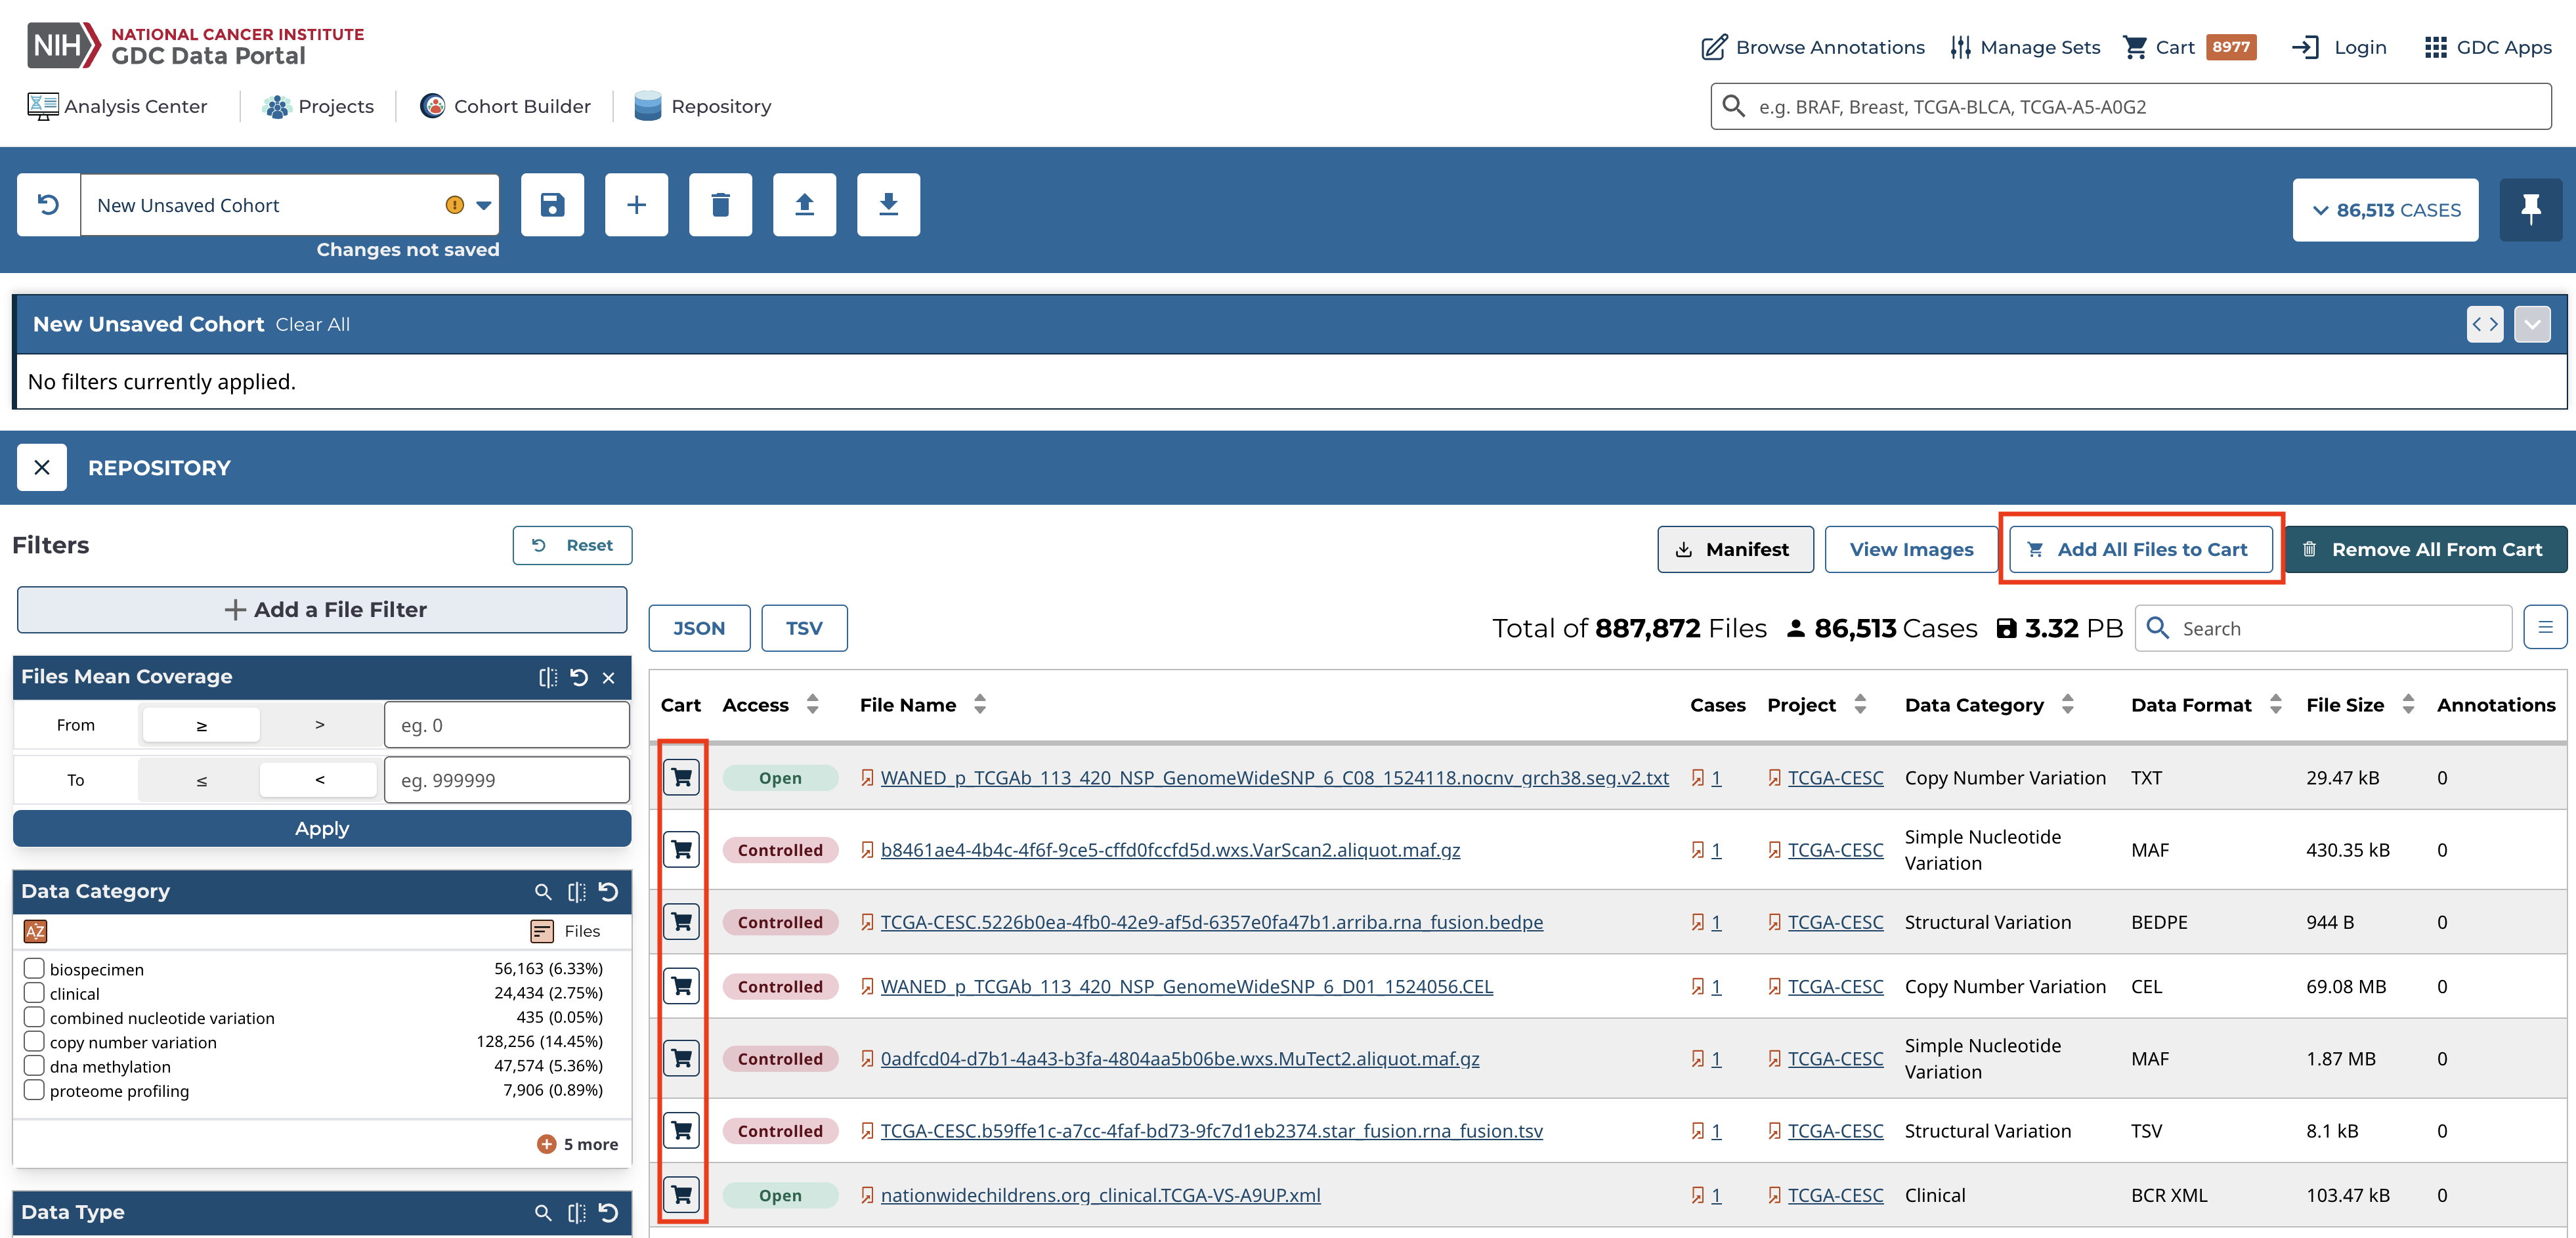 NIH NATIONAL CANCER INSTITUTE
GDC Data Portal
Browse Annotations Manage Sets Cart 8977 Login GDC Apps
Analysis Center Projects Cohort Builder Repository
e.g. BRAF, Breast, TCGA-BLCA, TCGA-A5-A0G2
New Unsaved Cohort
86,513 CASES
Changes not saved
New Unsaved Cohort Clear All
No filters currently applied.
REPOSITORY
Filters Reset
Manifest View Images Add All Files to Cart Remove All From Cart
+ Add a File Filter
JSON TSV Total of 887,872 Files 86,513 Cases 3.32 PB Search
Files Mean Coverage
From ≥ > eg. 0
To ≤ < eg. 999999
Apply
Data Category
AZ Files
biospecimen 56,163 (6.33%)
clinical 24,434 (2.75%)
combined nucleotide variation 435 (0.05%)
copy number variation 128,256 (14.45%)
dna methylation 47,574 (5.36%)
proteome profiling 7,906 (0.89%)
5 more
Data Type
Cart Access File Name Cases Project Data Category Data Format File Size Annotations
Open WANED_p_TCGAb_113_420_NSP_GenomeWideSNP_6_C08_1524118.nocnv_grch38.seg.v2.txt 1 TCGA-CESC Copy Number Variation TXT 29.47 kB 0
Controlled b8461ae4-4b4c-4f6f-9ce5-cffd0fccfd5d.wxs.VarScan2.aliquot.maf.gz 1 TCGA-CESC Simple Nucleotide Variation MAF 430.35 kB 0
Controlled TCGA-CESC.5226b0ea-4fb0-42e9-af5d-6357e0fa47b1.arriba.rna_fusion.bedpe 1 TCGA-CESC Structural Variation BEDPE 944 B 0
Controlled WANED_p_TCGAb_113_420_NSP_GenomeWideSNP_6_D01_1524056.CEL 1 TCGA-CESC Copy Number Variation CEL 69.08 MB 0
Controlled 0adfcd04-d7b1-4a43-b3fa-4804aa5b06be.wxs.MuTect2.aliquot.maf.gz 1 TCGA-CESC Simple Nucleotide Variation MAF 1.87 MB 0
Controlled TCGA-CESC.b59ffe1c-a7cc-4faf-bd73-9fc7d1eb2374.star_fusion.rna_fusion.tsv 1 TCGA-CESC Structural Variation TSV 8.1 kB 0
Open nationwidechildrens.org_clinical.TCGA-VS-A9UP.xml 1 TCGA-CESC Clinical BCR XML 103.47 kB 0